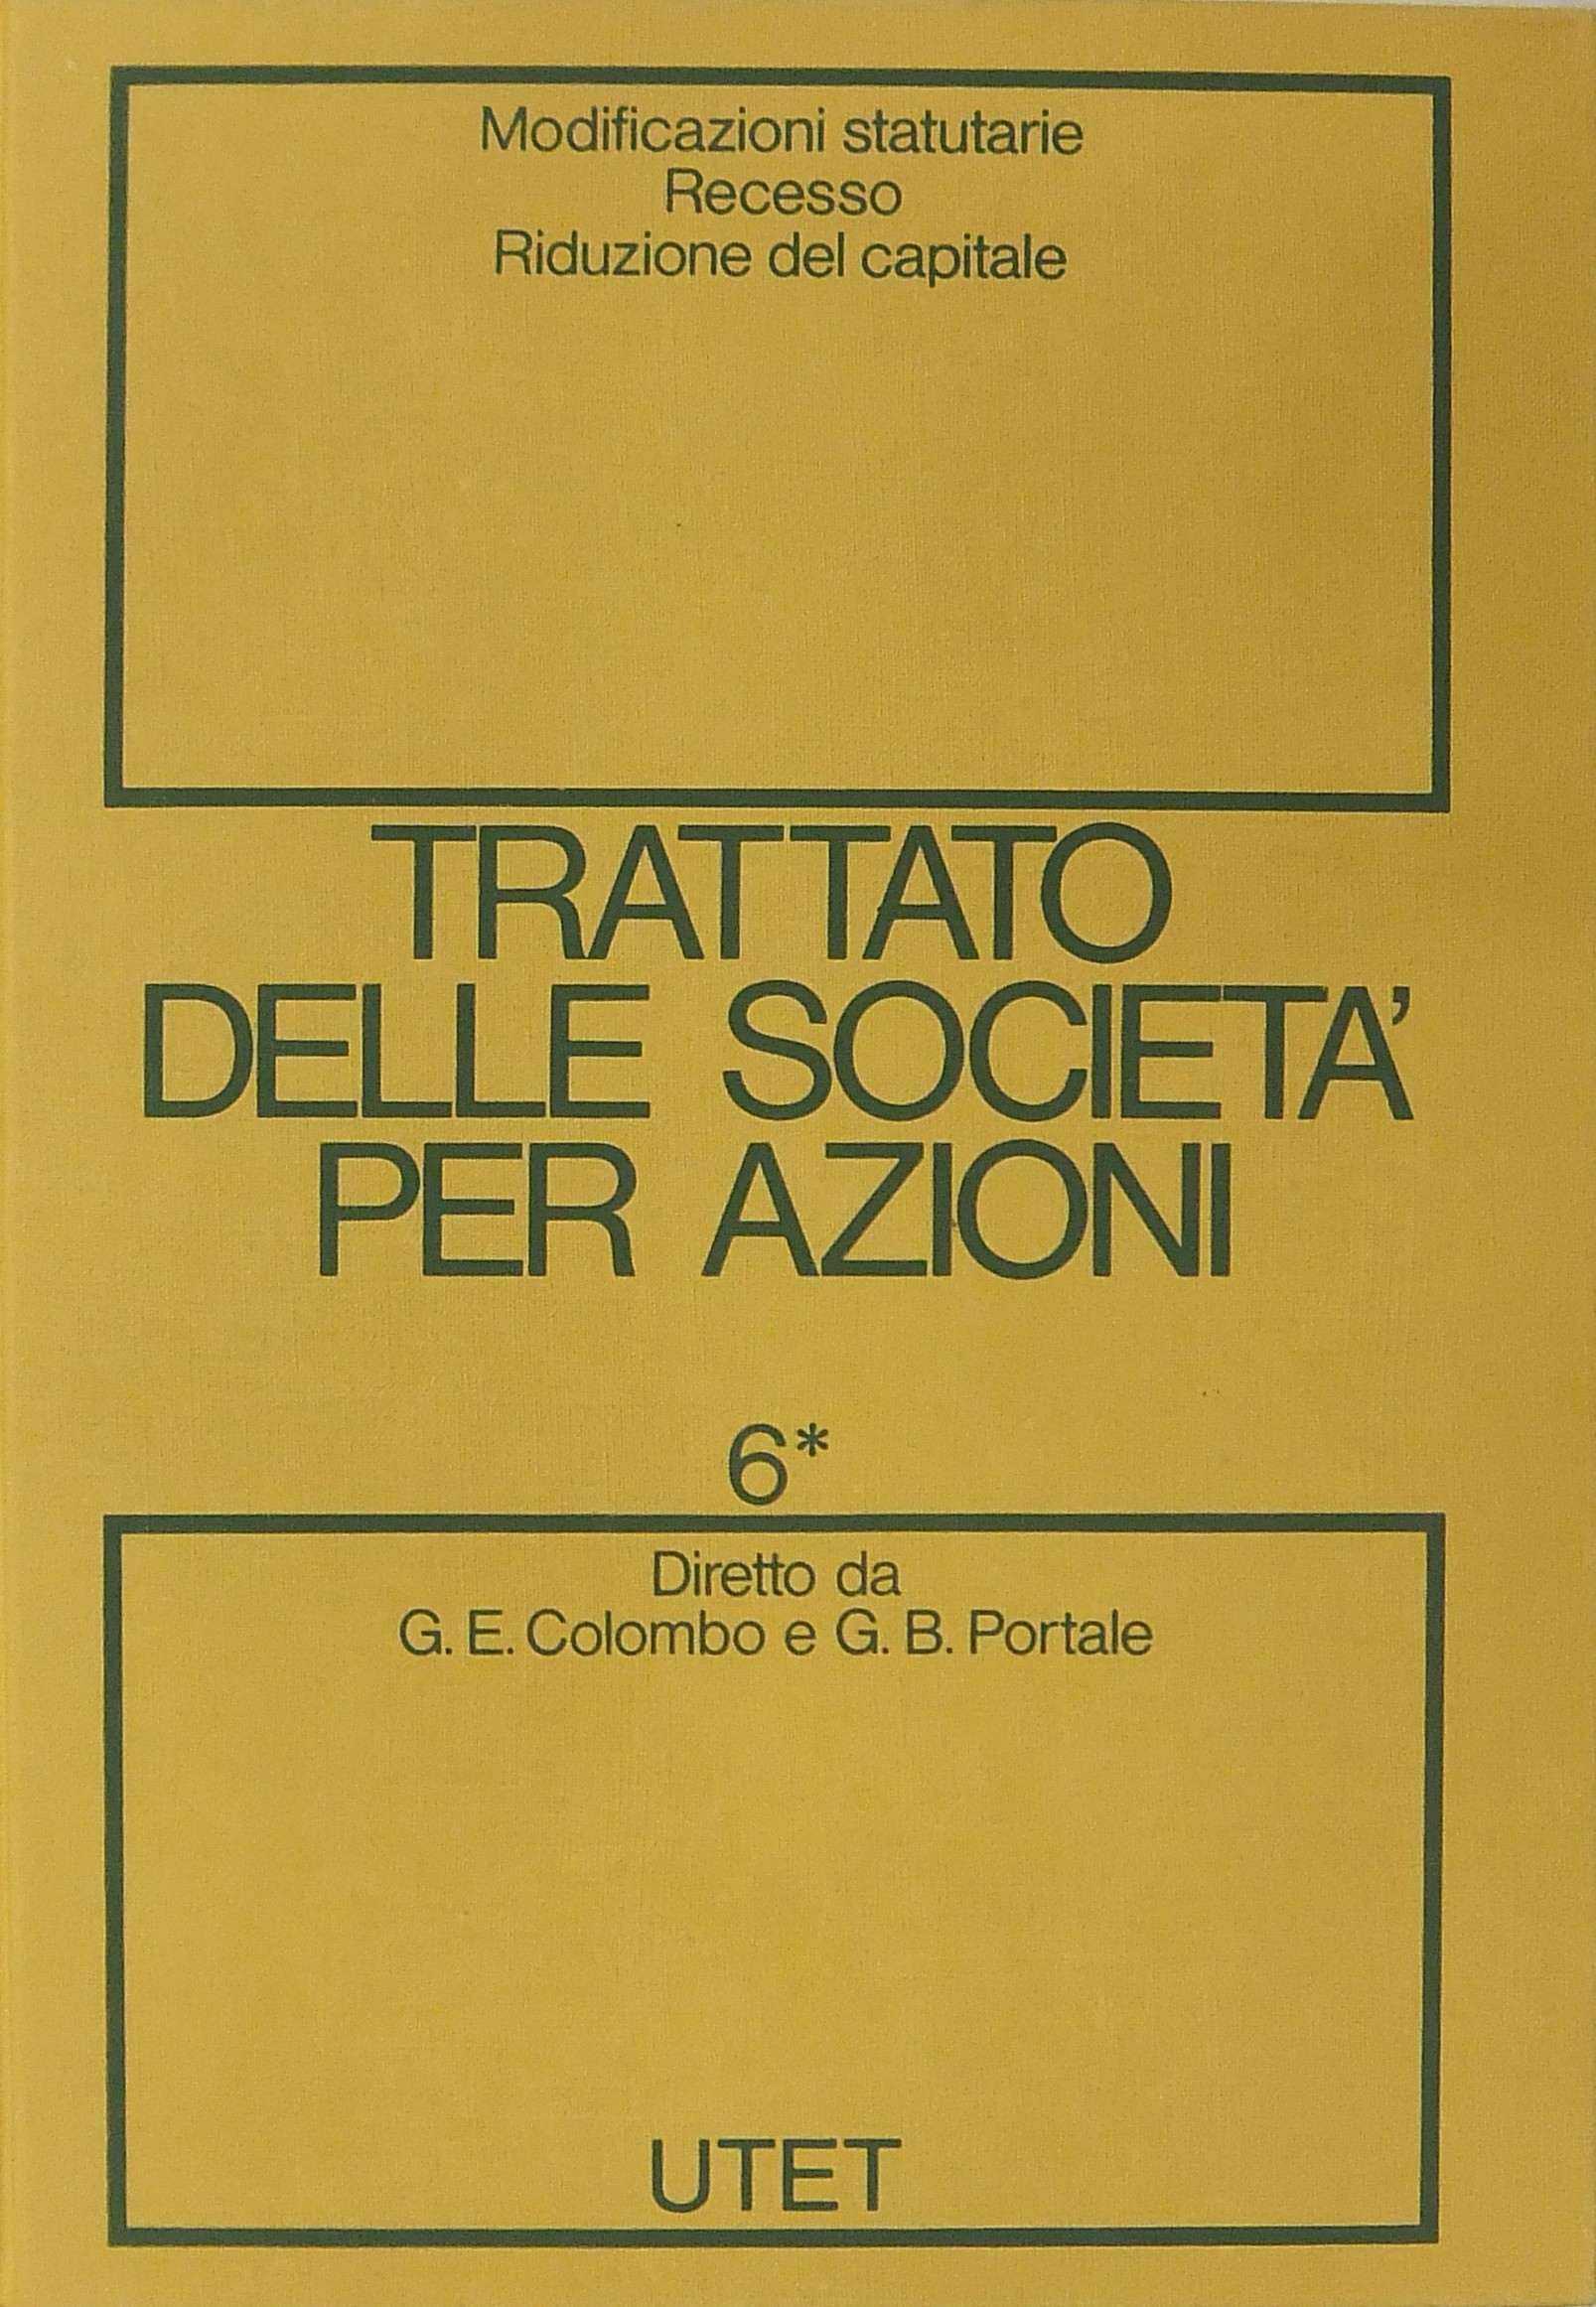 Modificazioni statutarie
Recesso
Riduzione del capitale
TRATTATO
DELLE SOCIETA'
PER AZIONI
6*
Diretto da
G. E. Colombo e G. B. Portale
UTET